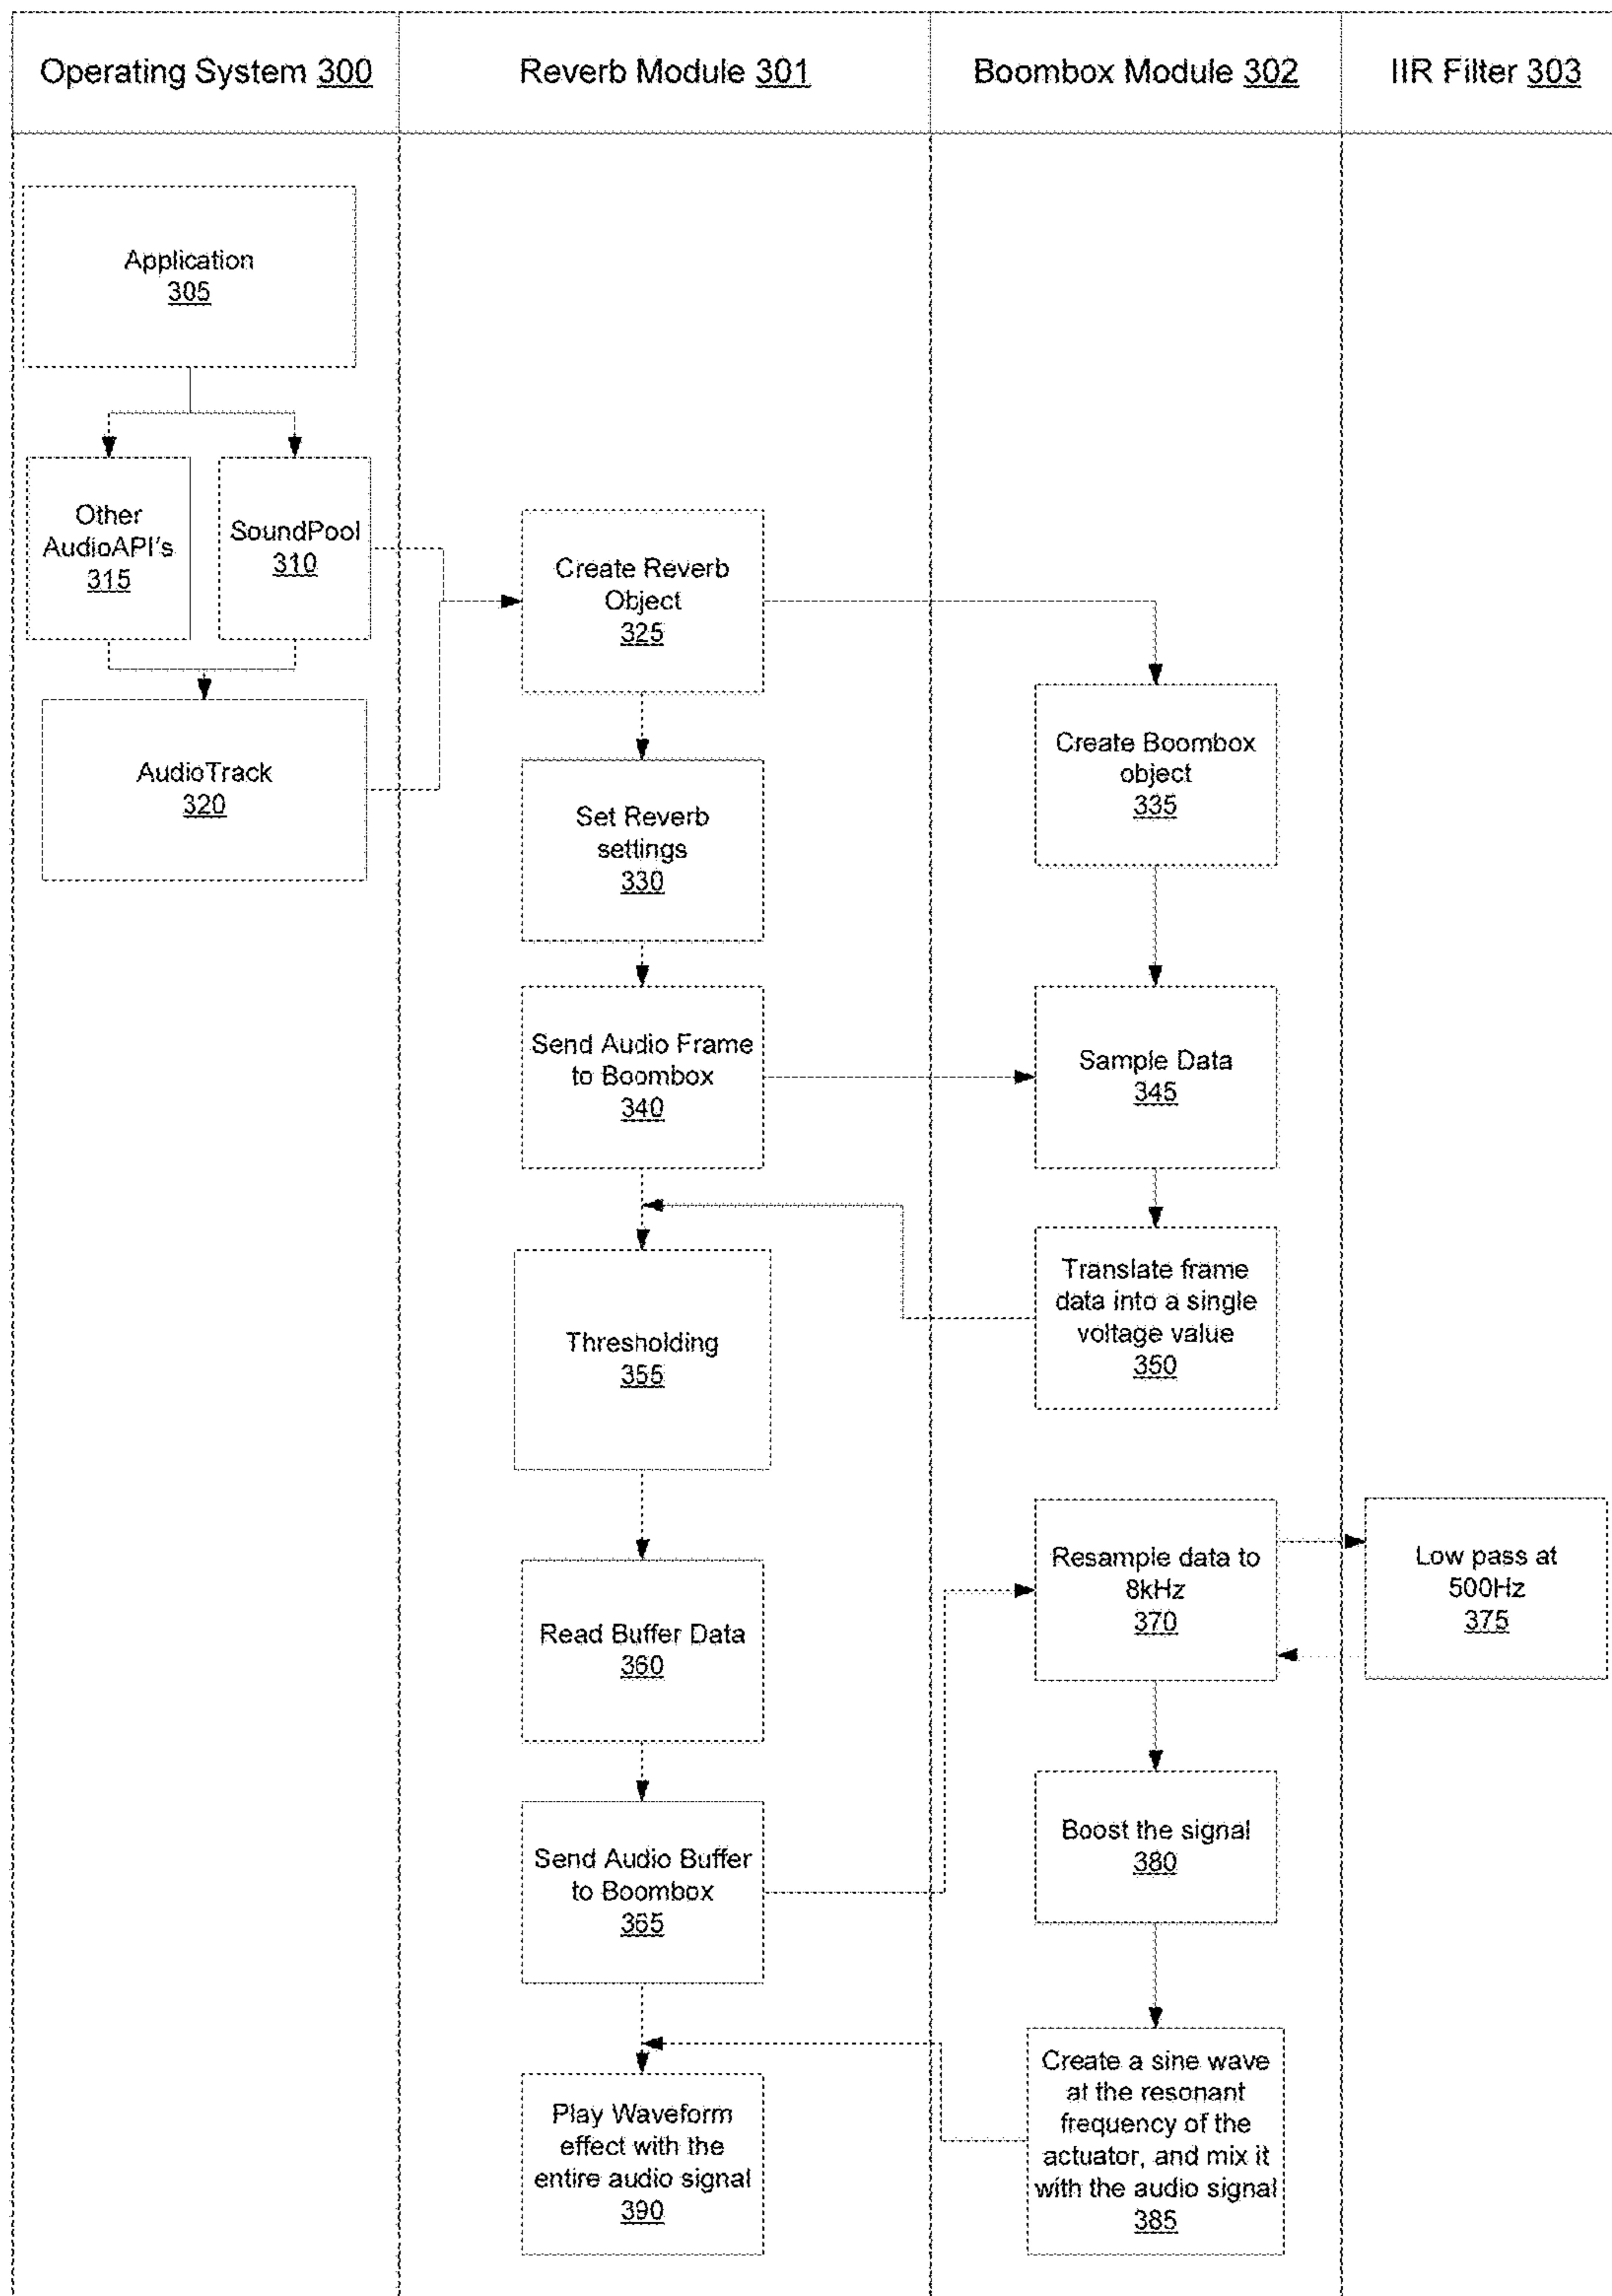 Operating System 300
Reverb Module 301
Boombox Module 302
IIR Filter 303
Application
305
Other
AudioAPI's
315
SoundPool
310
AudioTrack
320
Create Reverb
Object
325
Set Reverb
settings
330
Create Boombox
object
335
Send Audio Frame
to Boombox
340
Sample Data
345
Translate frame
data into a single
voltage value
350
Thresholding
355
Read Buffer Data
360
Send Audio Buffer
to Boombox
365
Resample data to
8kHz
370
Low pass at
500Hz
375
Boost the signal
380
Create a sine wave
at the resonant
frequency of the
actuator, and mix it
with the audio signal
385
Play Waveform
effect with the
entire audio signal
390